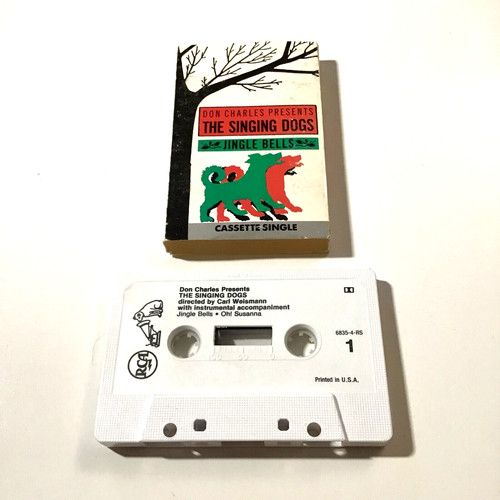 DON CHARLES PRESENTS
THE SINGING DOGS
JINGLE BELLS
CASSETTE SINGLE
Don Charles Presents
THE SINGING DOGS
directed by Carl Weismann
with instrumental accompaniment
Jingle Bells • Oh! Susanna
6835-4-RS
1
RCA
Printed in U.S.A.